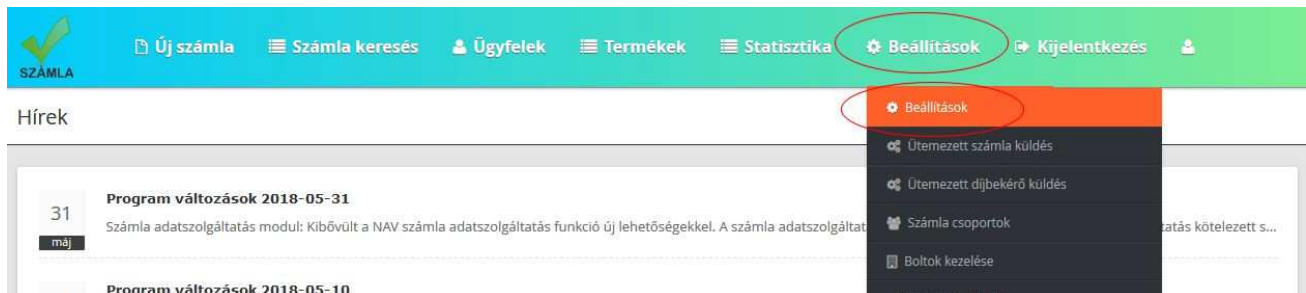 SZÁMLA
Új számla
Számla keresés
Ügyfelek
Termékek
Statisztika
Beállítások
Kijelentkezés
Hírek
Beállítások
Ütemezett számla küldés
Ütemezett díjbekérő küldés
Számla csoportok
Boltok kezelése
31
máj
Program változások 2018-05-31
Számla adatszolgáltatás modul: Kibővült a NAV számla adatszolgáltatás funkció új lehetőségekkel. A számla adatszolgáltat
tatás kötelezett s...
Program változások 2018-05-10